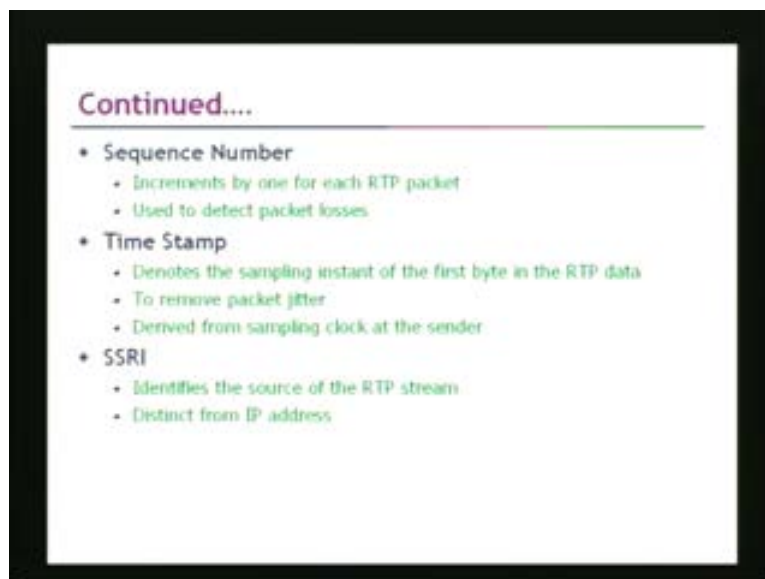 Continued....
• Sequence Number
• Increments by one for each RTP packet
• Used to detect packet losses
• Time Stamp
• Denotes the sampling instant of the first byte in the RTP data
• To remove packet jitter
• Derived from sampling clock at the sender
• SSRI
• Identifies the source of the RTP stream
• Distinct from IP address